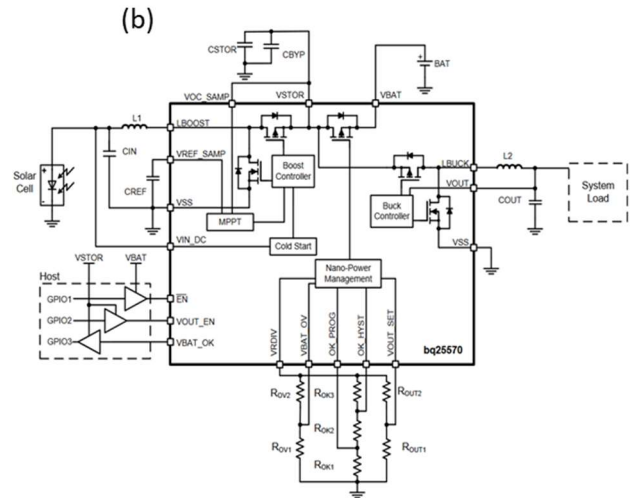 (b)
CSTOR
CBYP
BAT
VOC_SAMP
VSTOR
VBAT
L1
LBOOST
CIN
VREF_SAMP
Boost
Controller
LBUCK
L2
Solar
Cell
CREF
VOUT
Buck
Controller
COUT
System
Load
VSS
MPPT
VIN_DC
Cold Start
VSS
Host
VSTOR
VBAT
Nano-Power
Management
GPIO1
EN
GPIO2
VOUT_EN
GPIO3
VBAT_OK
VRDIV
VBAT_OV
OK_PROG
OK_HYST
VOUT_SET
bq25570
ROV2
ROK3
ROUT2
ROK2
ROV1
ROUT1
ROK1